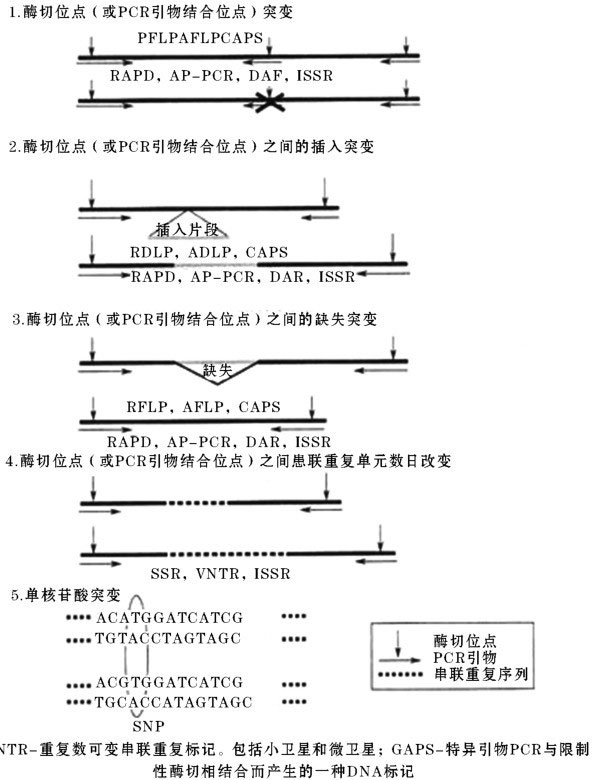 1.酶切位点（或PCR引物结合位点）突变
PFLPAFLPCAPS
RAPD, AP-PCR, DAF, ISSR
2.酶切位点（或PCR引物结合位点）之间的插入突变
插入片段
RDLP, ADLP, CAPS
RAPD, AP-PCR, DAR, ISSR
3.酶切位点（或PCR引物结合位点）之间的缺失突变
缺失
RFLP, AFLP, CAPS
RAPD, AP-PCR, DAR, ISSR
4.酶切位点（或PCR引物结合位点）之间患联重复单元数日改变
SSR, VNTR, ISSR
5.单核苷酸突变
ACATGGATCATCG
TGTACCTAGTAGC
ACGTGGATCATCG
TGCACCATAGTAGC
SNP
酶切位点
PCR引物
串联重复序列
NTR-重复数可变串联重复标记。包括小卫星和微卫星；GAPS-特异引物PCR与限制
性酶切相结合而产生的一种DNA标记